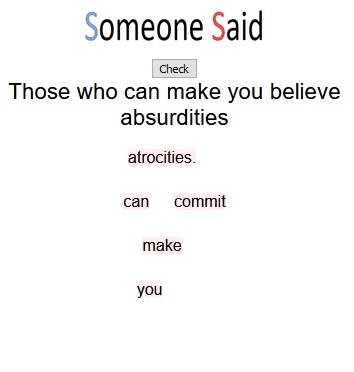 Someone Said
Check
Those who can make you believe
absurdities
atrocities.
can commit
make
you